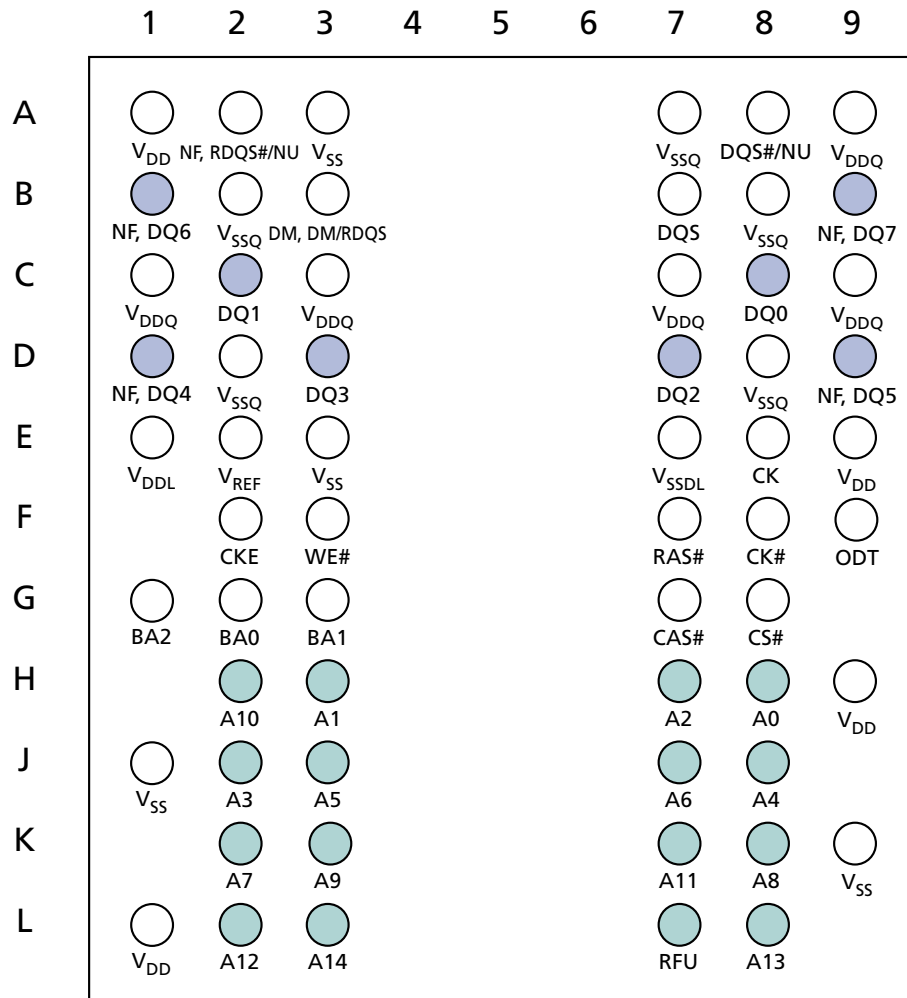 1 2 3 4 5 6 7 8 9
A
VDD NF, RDQS#/NU VSS VSSQ DQS#/NU VDDQ
B
NF, DQ6 VSSQ DM, DM/RDQS DQS VSSQ NF, DQ7
C
VDDQ DQ1 VDDQ VDDQ DQ0 VDDQ
D
NF, DQ4 VSSQ DQ3 DQ2 VSSQ NF, DQ5
E
VDDL VREF VSS VSSDL CK VDD
F
CKE WE# RAS# CK# ODT
G
BA2 BA0 BA1 CAS# CS#
H
A10 A1 A2 A0 VDD
J
VSS A3 A5 A6 A4
K
A7 A9 A11 A8 VSS
L
VDD A12 A14 RFU A13